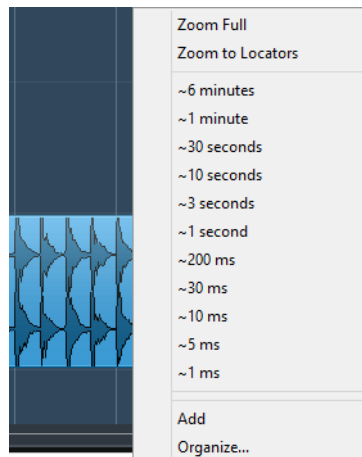 Zoom Full
Zoom to Locators
~6 minutes
~1 minute
~30 seconds
~10 seconds
~3 seconds
~1 second
~200 ms
~30 ms
~10 ms
~5 ms
~1 ms
Add
Organize...